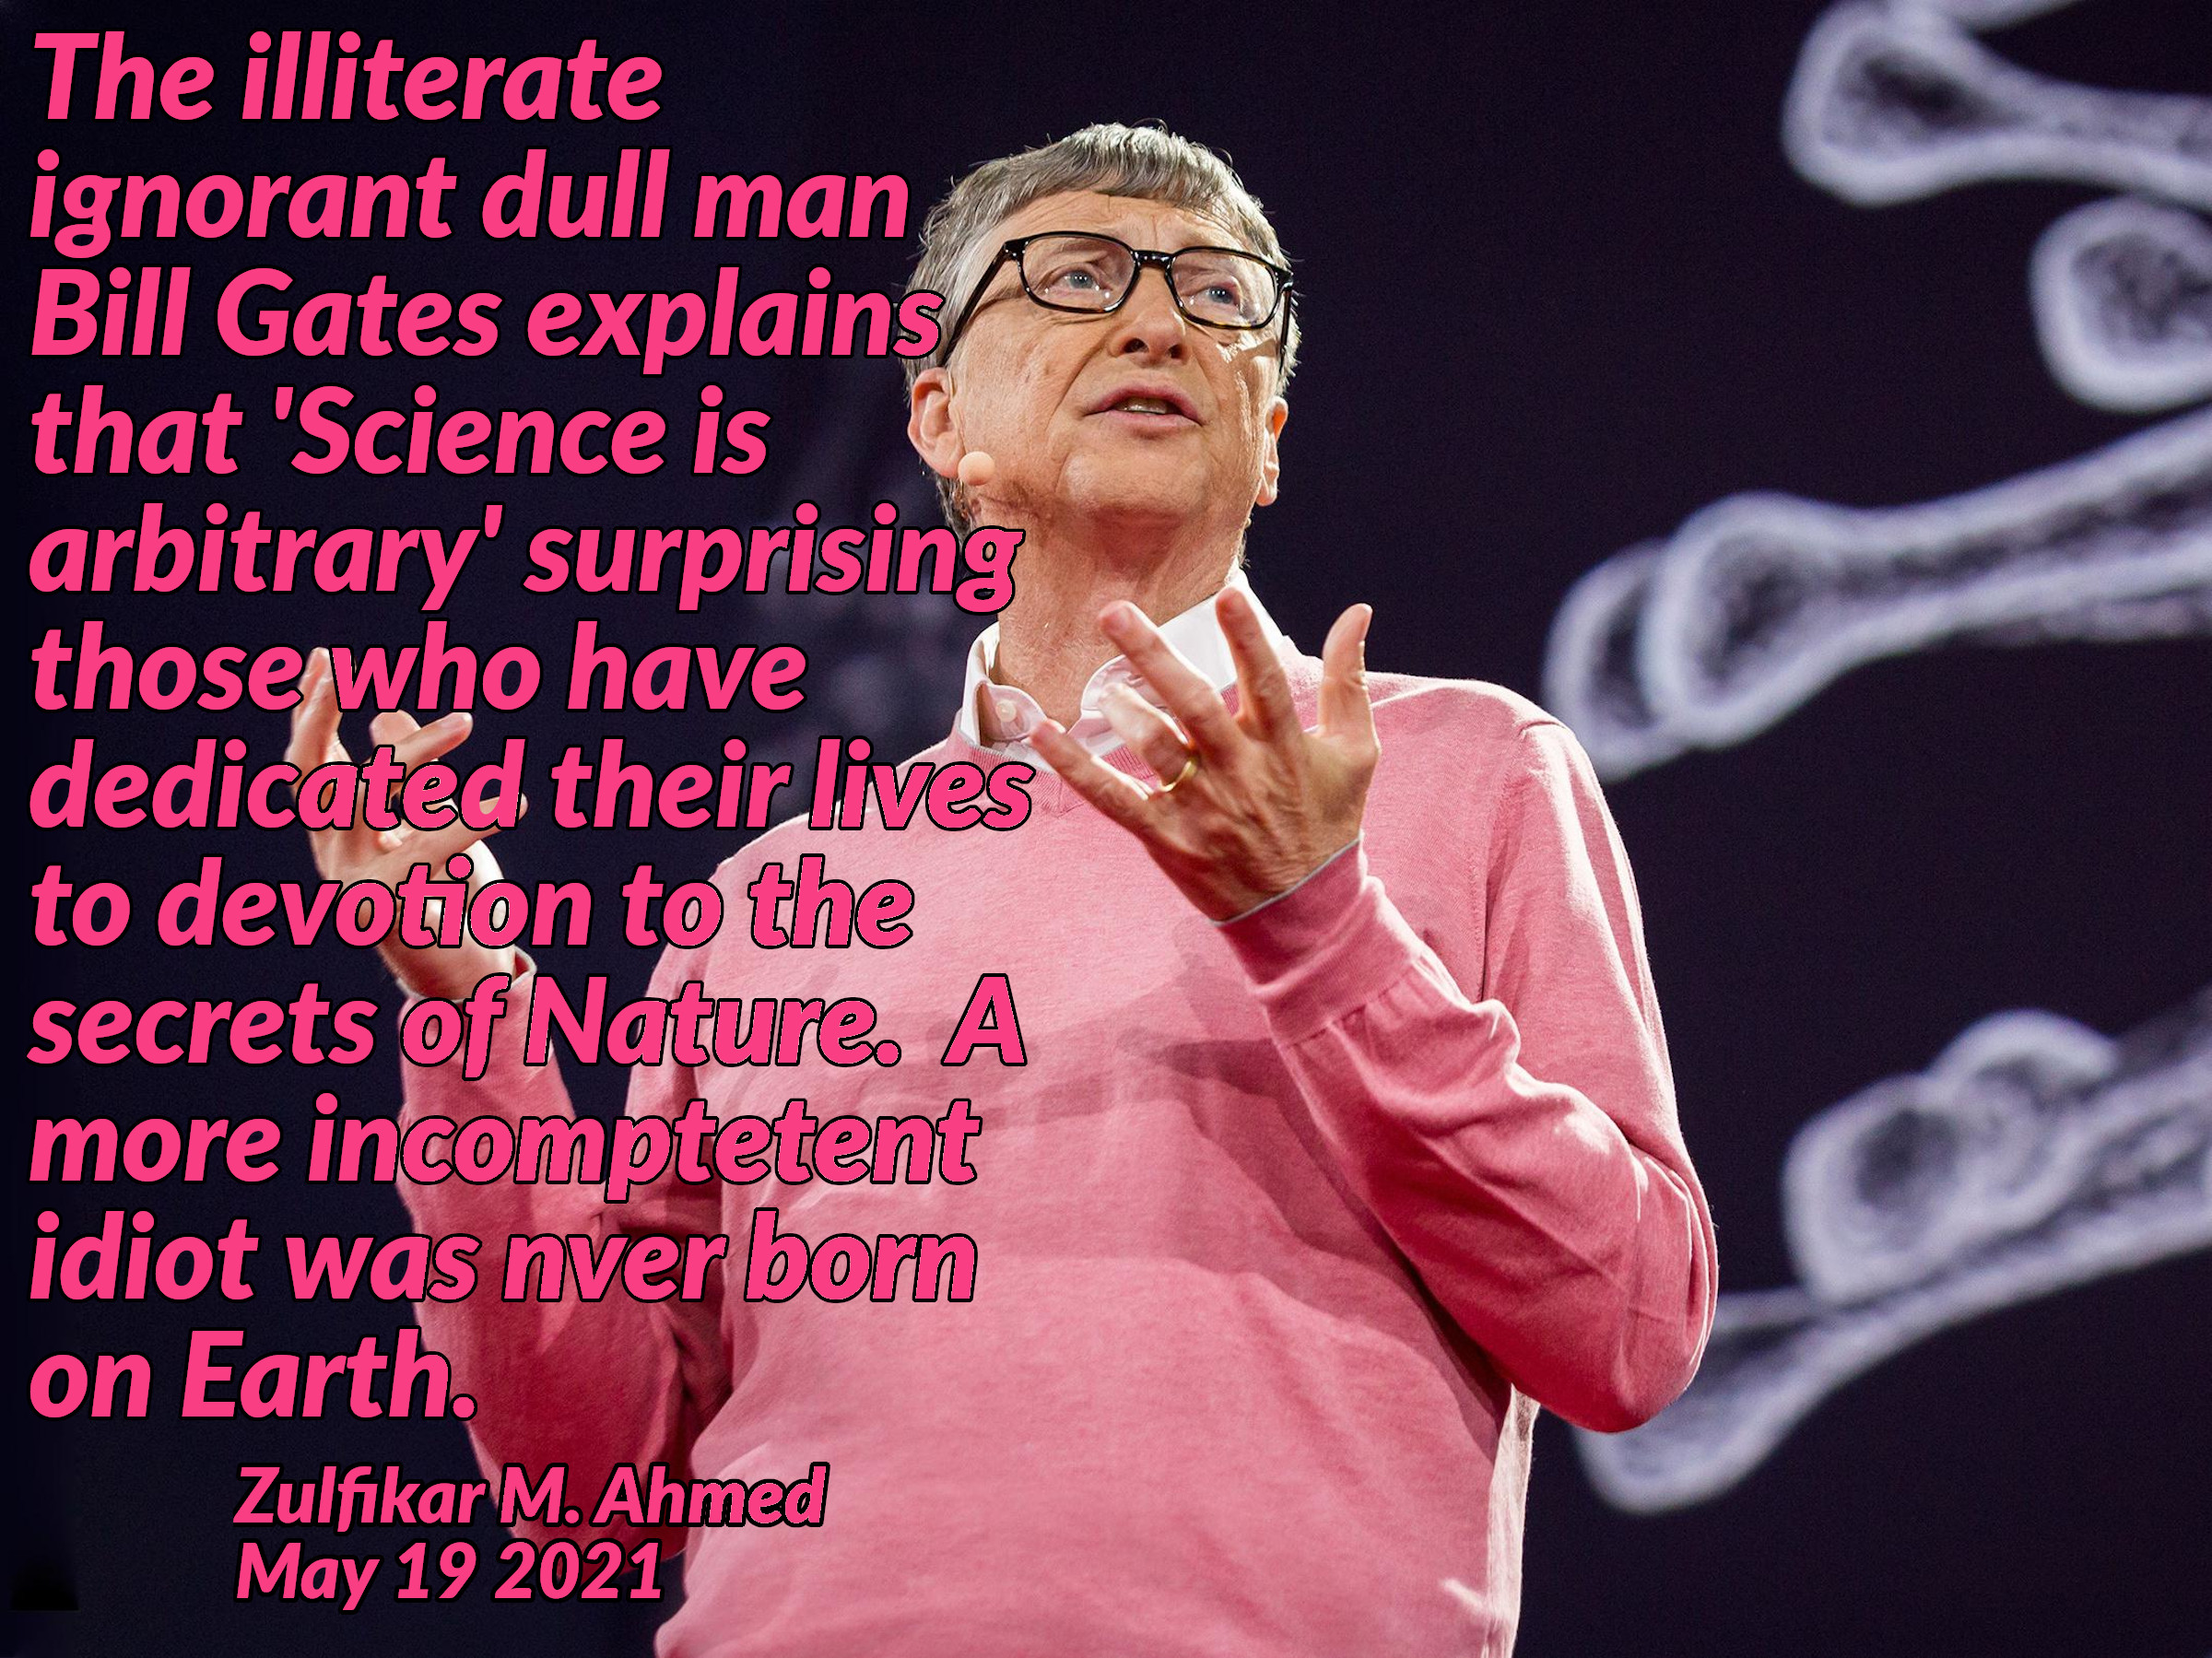 The illiterate
ignorant dull man
Bill Gates explains
that 'Science is
arbitrary' surprising
those who have
dedicated their lives
to devotion to the
secrets of Nature.  A
more incomptetent
idiot was nver born
on Earth.
Zulfikar M. Ahmed
May 19 2021